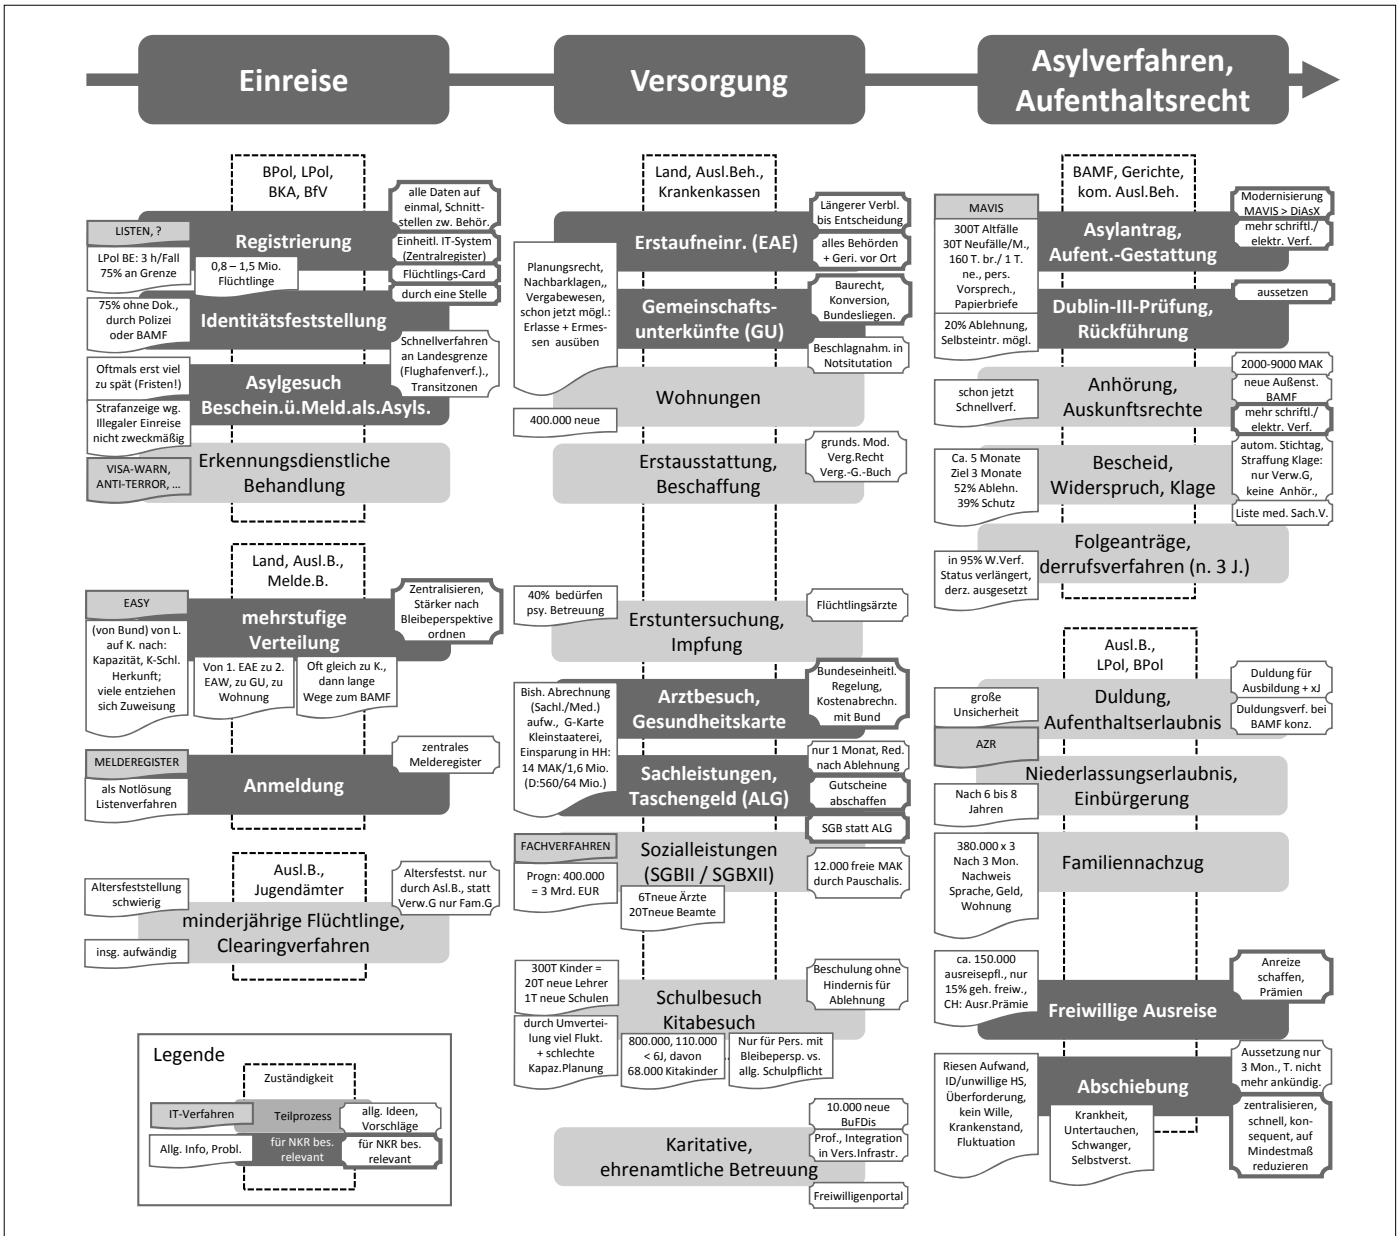 Einreise
Versorgung
Asylverfahren,
Aufenthaltsrecht
BPol, LPol,
BKA, BfV
alle Daten auf
einmal, Schnitt-
stellen zw. Behör.
LISTEN, ?
Registrierung
Einheitl. IT-System
(Zentralregister)
LPol BE: 3 h/Fall
75% an Grenze
0,8 – 1,5 Mio.
Flüchtlinge
Flüchtlings-Card
durch eine Stelle
75% ohne Dok.,
durch Polizei
oder BAMF
Identitätsfeststellung
Schnellverfahren
an Landesgrenze
(Flughafenverf.).,
Transitzonen
Oftmals erst viel
zu spät (Fristen!)
Asylgesuch
Beschein.ü.Meld.als.Asyls.
Strafanzeige wg.
Illegaler Einreise
nicht zweckmäßig
VISA-WARN,
ANTI-TERROR, ...
Erkennungsdienstliche
Behandlung
Land, Ausl.B.,
Melde.B.
Zentralisieren,
Stärker nach
Bleibeperspektive
ordnen
EASY
mehrstufige
Verteilung
(von Bund) von L.
auf K. nach:
Kapazität, K-Schl.
Herkunft;
viele entziehen
sich Zuweisung
Von 1. EAE zu 2.
EAW, zu GU, zu
Wohnung
Oft gleich zu K.,
dann lange
Wege zum BAMF
zentrales
Melderegister
MELDEREGISTER
Anmeldung
als Notlösung
Listenverfahren
Ausl.B.,
Jugendämter
Altersfestst. nur
durch Asl.B., statt
Verw.G nur Fam.G
Altersfeststellung
schwierig
minderjährige Flüchtlinge,
Clearingverfahren
insg. aufwändig
Legende
Zuständigkeit
IT-Verfahren
Teilprozess
allg. Ideen,
Vorschläge
Allg. Info, Probl.
für NKR bes.
relevant
für NKR bes.
relevant
Land, Ausl.Beh.,
Krankenkassen
Längerer Verbl.
bis Entscheidung
Erstaufneinr. (EAE)
alles Behörden
+ Geri. vor Ort
Planungsrecht,
Nachbarklagen,,
Vergabewesen,
schon jetzt mögl.:
Erlasse + Ermes-
sen ausüben
Gemeinschafts-
unterkünfte (GU)
Baurecht,
Konversion,
Bundesliegen.
Beschlagnahm. in
Notsitutation
Wohnungen
400.000 neue
grunds. Mod.
Verg.Recht
Verg.-G.-Buch
Erstausstattung,
Beschaffung
40% bedürfen
psy. Betreuung
Erstuntersuchung,
Impfung
Flüchtlingsärzte
Bish. Abrechnung
(Sachl./Med.)
aufw., G-Karte
Kleinstaaterei,
Einsparung in HH:
14 MAK/1,6 Mio.
(D:560/64 Mio.)
Arztbesuch,
Gesundheitskarte
Bundeseinheitl.
Regelung,
Kostenabrechn.
mit Bund
nur 1 Monat, Red.
nach Ablehnung
Sachleistungen,
Taschengeld (ALG)
Gutscheine
abschaffen
SGB statt ALG
FACHVERFAHREN
Sozialleistungen
(SGBII / SGBXII)
Progn: 400.000
= 3 Mrd. EUR
12.000 freie MAK
durch Pauschalis.
6Tneue Ärzte
20Tneue Beamte
300T Kinder =
20T neue Lehrer
1T neue Schulen
Beschulung ohne
Hindernis für
Ablehnung
Schulbesuch
Kitabesuch
durch Umvertei-
lung viel Flukt.
+ schlechte
Kapaz.Planung
800.000, 110.000
< 6J, davon
68.000 Kitakinder
Nur für Pers. mit
Bleibepersp. vs.
allg. Schulpflicht
10.000 neue
BuFDis
Karitative,
ehrenamtliche Betreuung
Prof., Integration
in Vers.Infrastr.
Freiwilligenportal
BAMF, Gerichte,
kom. Ausl.Beh.
Modernisierung
MAVIS > DiAsX
MAVIS
Asylantrag,
Aufent.-Gestattung
mehr schriftl./
elektr. Verf.
300T Altfälle
30T Neufälle/M.,
160 T. br./ 1 T.
ne., pers.
Vorsprech.,
Papierbriefe
Dublin-III-Prüfung,
Rückführung
aussetzen
20% Ablehnung,
Selbsteintr. mögl.
2000-9000 MAK
Anhörung,
Auskunftsrechte
neue Außenst.
BAMF
schon jetzt
Schnellverf.
mehr schriftl./
elektr. Verf.
Ca. 5 Monate
Ziel 3 Monate
52% Ablehn.
39% Schutz
Bescheid,
Widerspruch, Klage
autom. Stichtag,
Straffung Klage:
nur Verw.G,
keine Anhör.,
Liste med. Sach.V.
Folgeanträge,
derrufsverfahren (n. 3 J.)
in 95% W.Verf.
Status verlängert,
derz. ausgesetzt
Ausl.B.,
LPol, BPol
Duldung für
Ausbildung + xJ
große
Unsicherheit
Duldung,
Aufenthaltserlaubnis
Duldungsverf. bei
BAMF konz.
AZR
Niederlassungserlaubnis,
Einbürgerung
Nach 6 bis 8
Jahren
380.000 x 3
Nach 3 Mon.
Nachweis
Sprache, Geld,
Wohnung
Familiennachzug
ca. 150.000
ausreisepfl., nur
15% geh. freiw.,
CH: Ausr.Prämie
Anreize
schaffen,
Prämien
Freiwillige Ausreise
Riesen Aufwand,
ID/unwillige HS,
Überforderung,
kein Wille,
Krankenstand,
Fluktuation
Abschiebung
Aussetzung nur
3 Mon., T. nicht
mehr ankündig.
Krankheit,
Untertauchen,
Schwanger,
Selbstverst.
zentralisieren,
schnell, kon-
sequent, auf
Mindestmaß
reduzieren